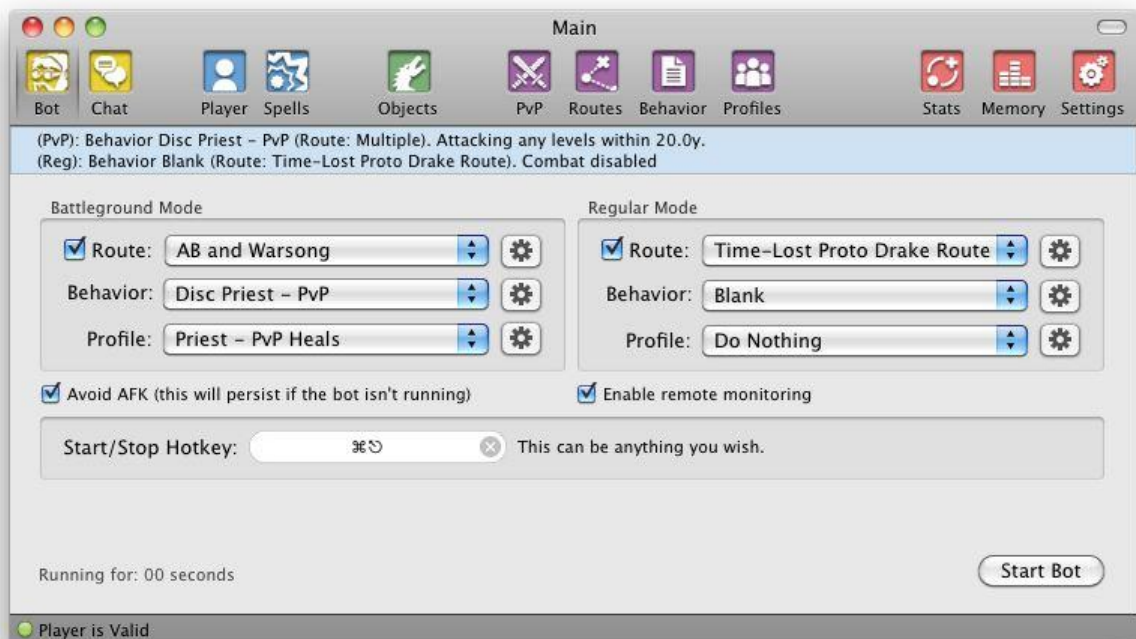 Main
Bot Chat Player Spells Objects PvP Routes Behavior Profiles Stats Memory Settings
(PvP): Behavior Disc Priest – PvP (Route: Multiple). Attacking any levels within 20.0y.
(Reg): Behavior Blank (Route: Time-Lost Proto Drake Route). Combat disabled
Battleground Mode
Route: AB and Warsong
Behavior: Disc Priest – PvP
Profile: Priest – PvP Heals
Regular Mode
Route: Time-Lost Proto Drake Route
Behavior: Blank
Profile: Do Nothing
Avoid AFK (this will persist if the bot isn't running)
Enable remote monitoring
Start/Stop Hotkey: ⌘⎋ This can be anything you wish.
Running for: 00 seconds
Start Bot
Player is Valid